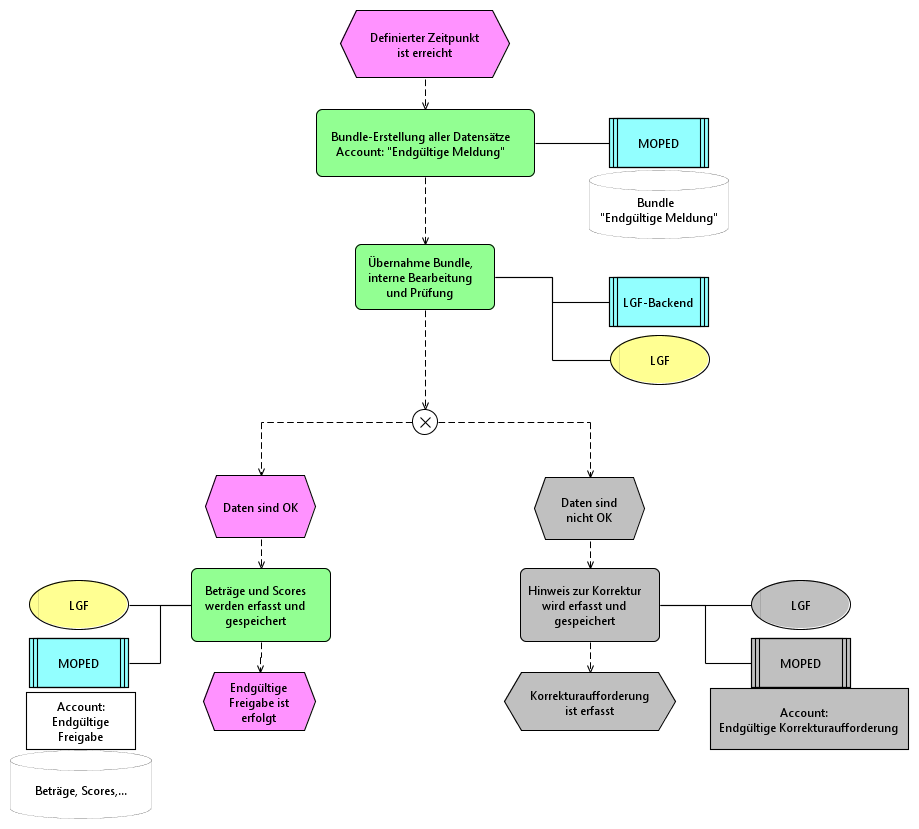 Definierter Zeitpunkt
ist erreicht
Bundle-Erstellung aller Datensätze
Account: "Endgültige Meldung"
MOPED
Bundle
"Endgültige Meldung"
Übernahme Bundle,
interne Bearbeitung
und Prüfung
LGF-Backend
LGF
Daten sind OK
Daten sind
nicht OK
LGF
MOPED
Account:
Endgültige
Freigabe
Beträge, Scores,...
Beträge und Scores
werden erfasst und
gespeichert
Endgültige
Freigabe ist
erfolgt
Hinweis zur Korrektur
wird erfasst und
gespeichert
Korrekturaufforderung
ist erfasst
LGF
MOPED
Account:
Endgültige Korrekturaufforderung